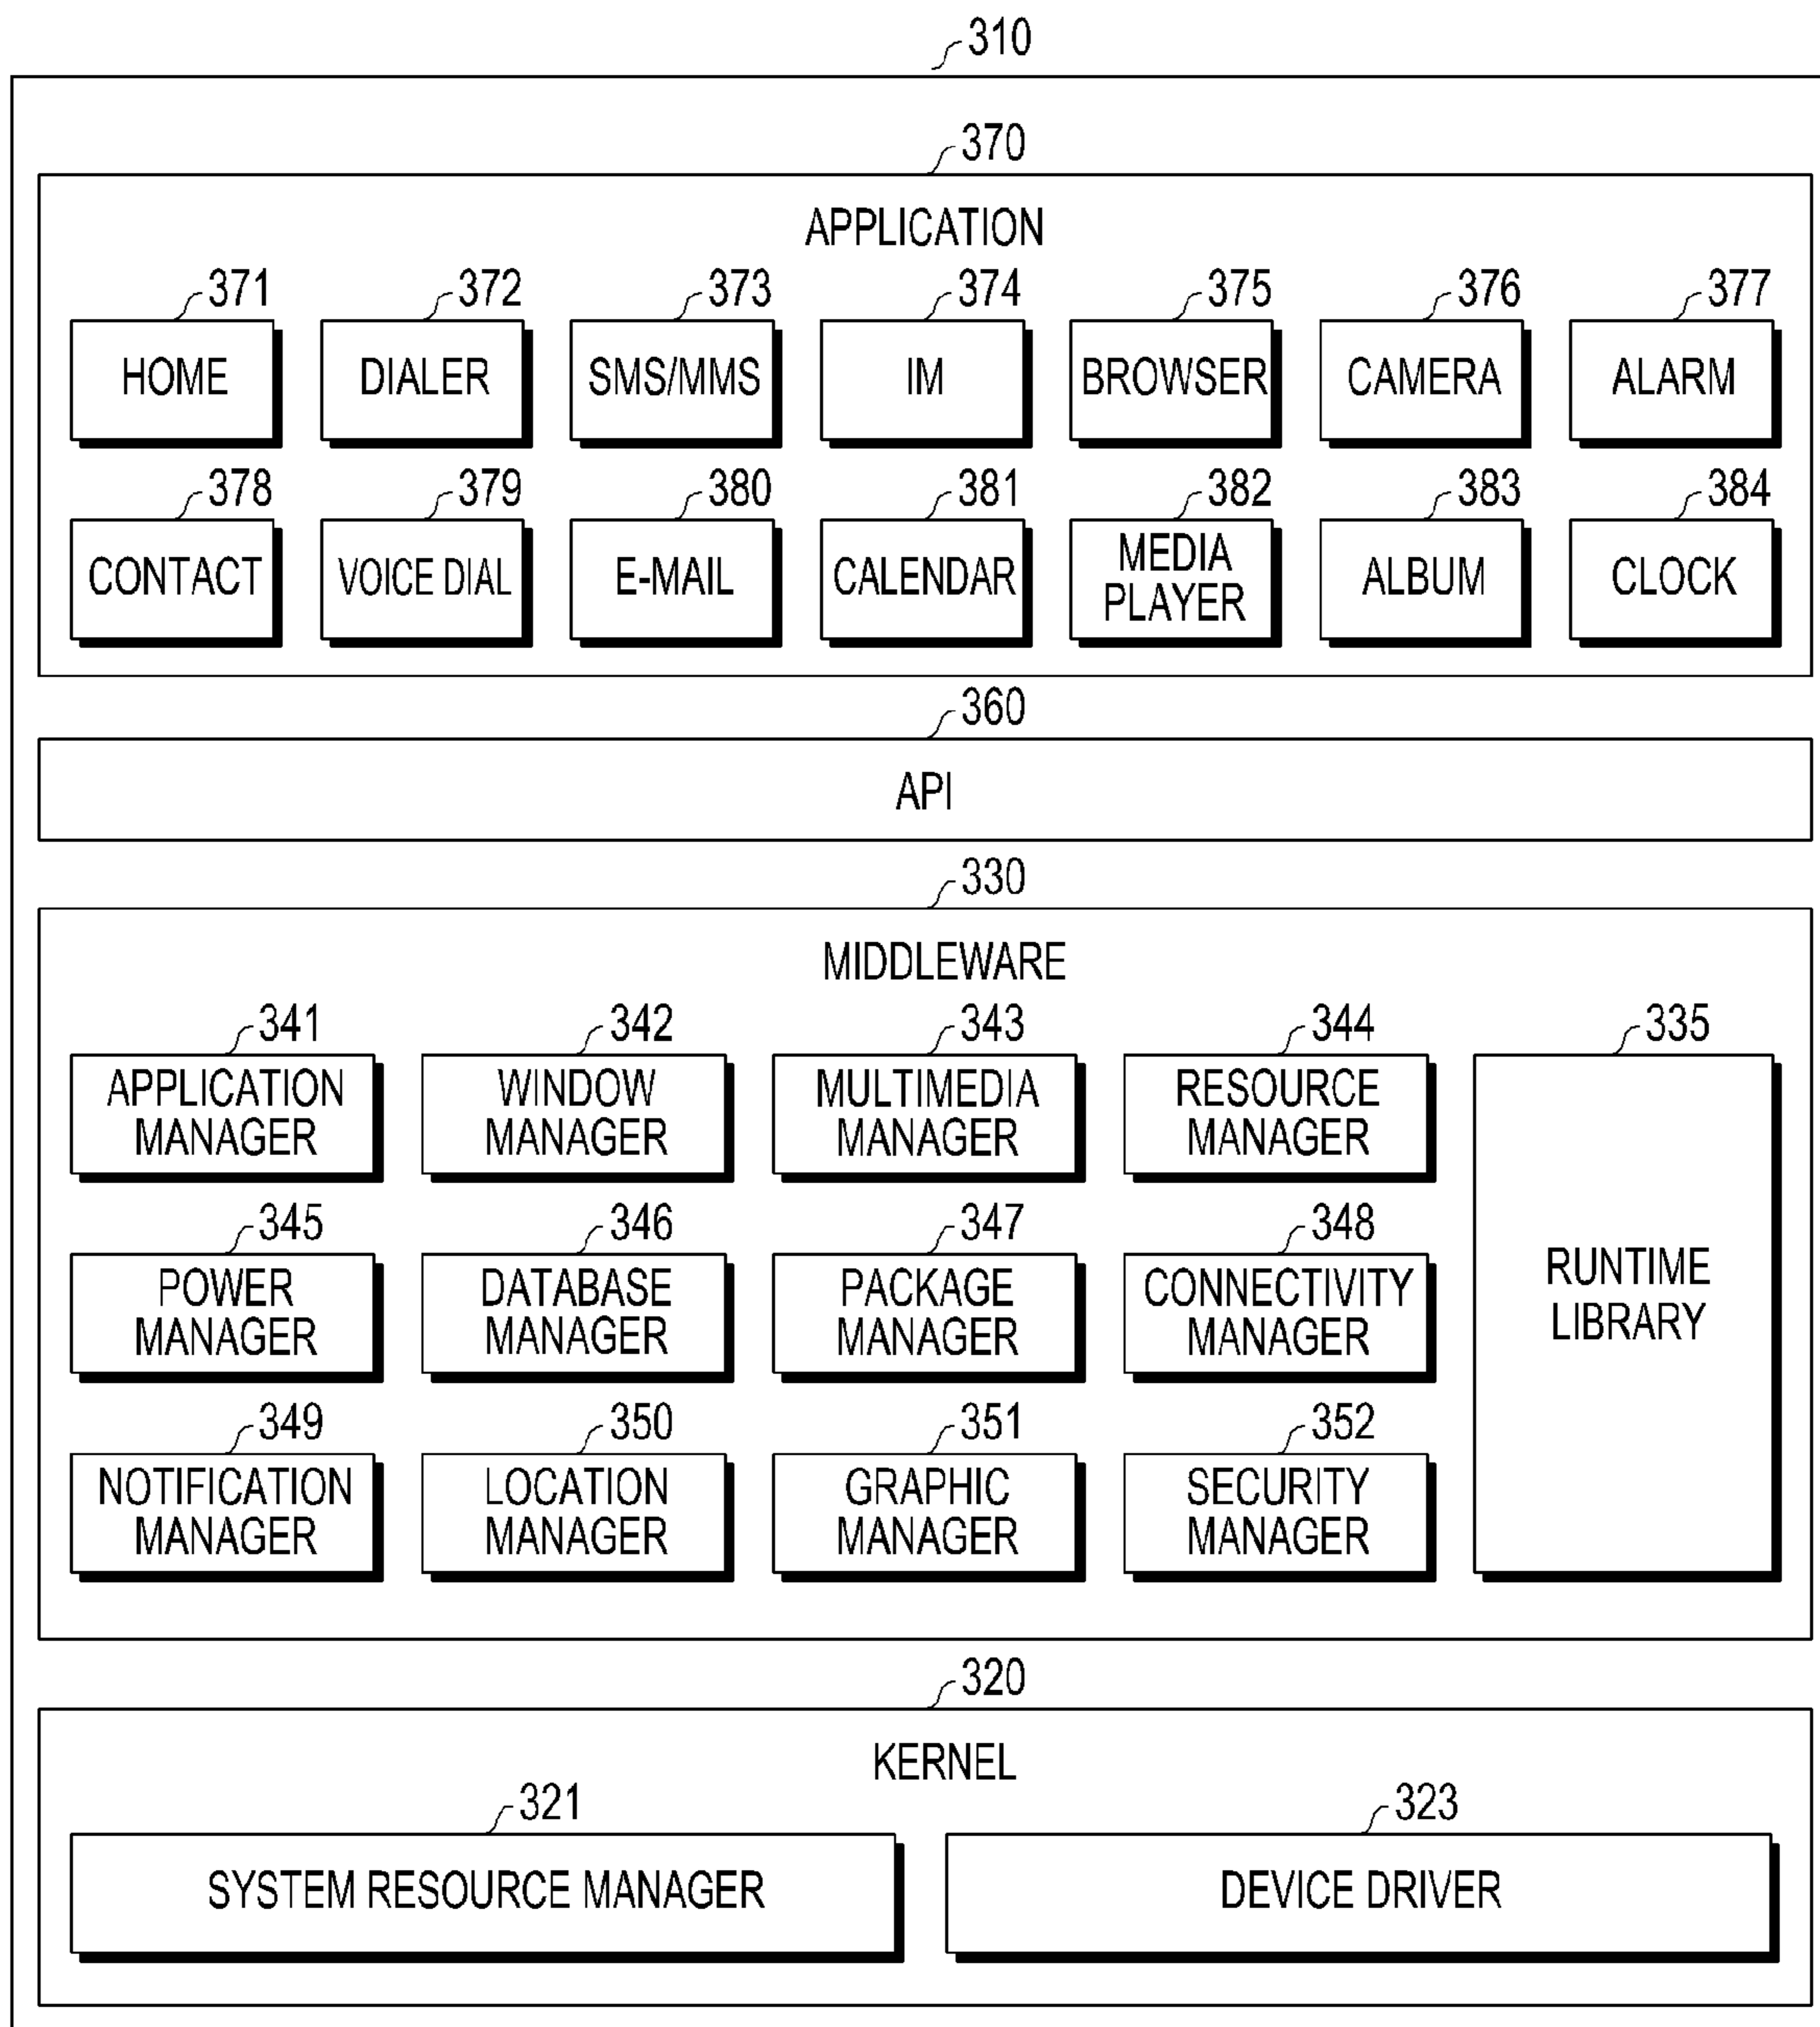 310
370
APPLICATION
371 372 373 374 375 376 377
HOME DIALER SMS/MMS IM BROWSER CAMERA ALARM
378 379 380 381 382 383 384
CONTACT VOICE DIAL E-MAIL CALENDAR MEDIA PLAYER ALBUM CLOCK
360
API
330
MIDDLEWARE
341 342 343 344 335
APPLICATION MANAGER WINDOW MANAGER MULTIMEDIA MANAGER RESOURCE MANAGER
345 346 347 348
POWER MANAGER DATABASE MANAGER PACKAGE MANAGER CONNECTIVITY MANAGER RUNTIME LIBRARY
349 350 351 352
NOTIFICATION MANAGER LOCATION MANAGER GRAPHIC MANAGER SECURITY MANAGER
320
KERNEL
321 323
SYSTEM RESOURCE MANAGER DEVICE DRIVER